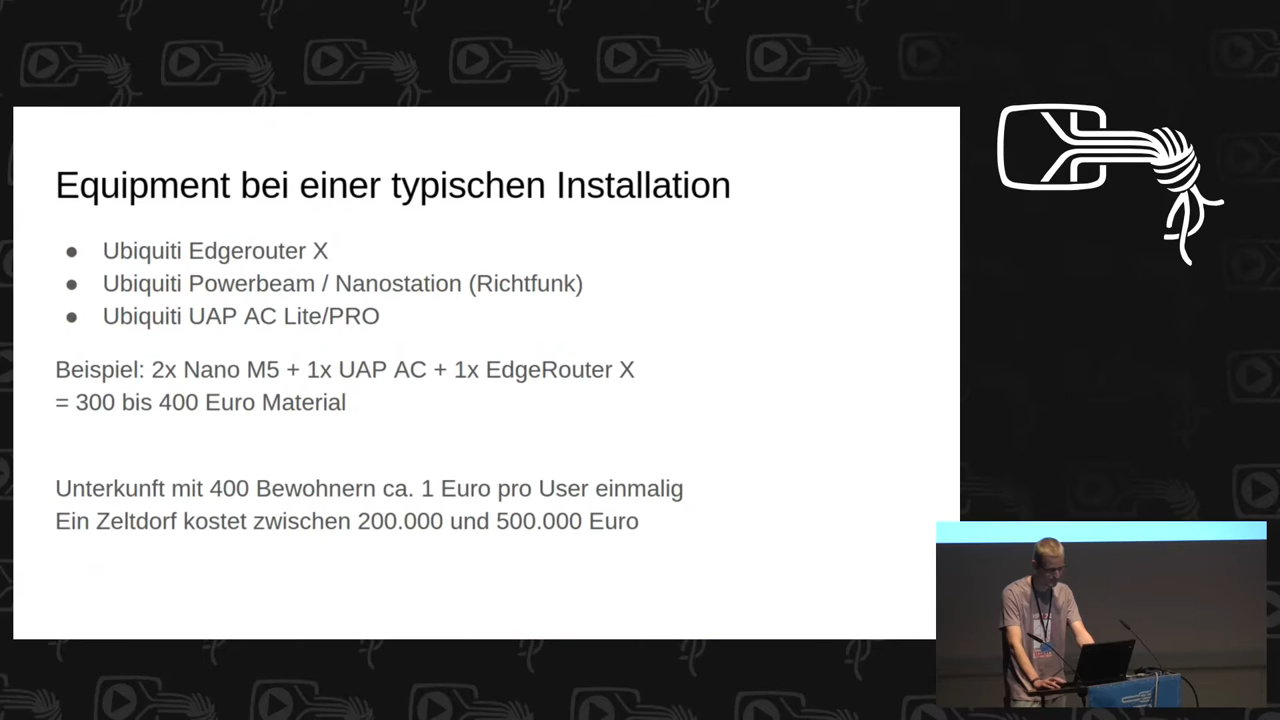 Equipment bei einer typischen Installation
● Ubiquiti Edgerouter X
● Ubiquiti Powerbeam / Nanostation (Richtfunk)
● Ubiquiti UAP AC Lite/PRO
Beispiel: 2x Nano M5 + 1x UAP AC + 1x EdgeRouter X
= 300 bis 400 Euro Material
Unterkunft mit 400 Bewohnern ca. 1 Euro pro User einmalig
Ein Zeltdorf kostet zwischen 200.000 und 500.000 Euro